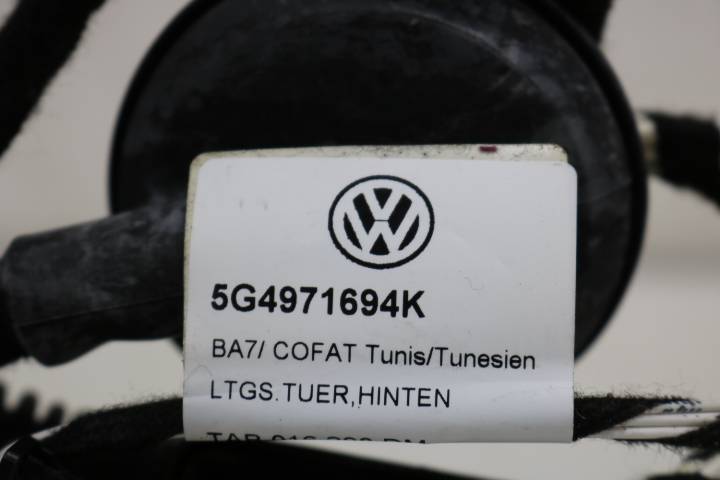 5G4971694K
BA7/ COFAT Tunis/Tunesien
LTGS.TUER,HINTEN